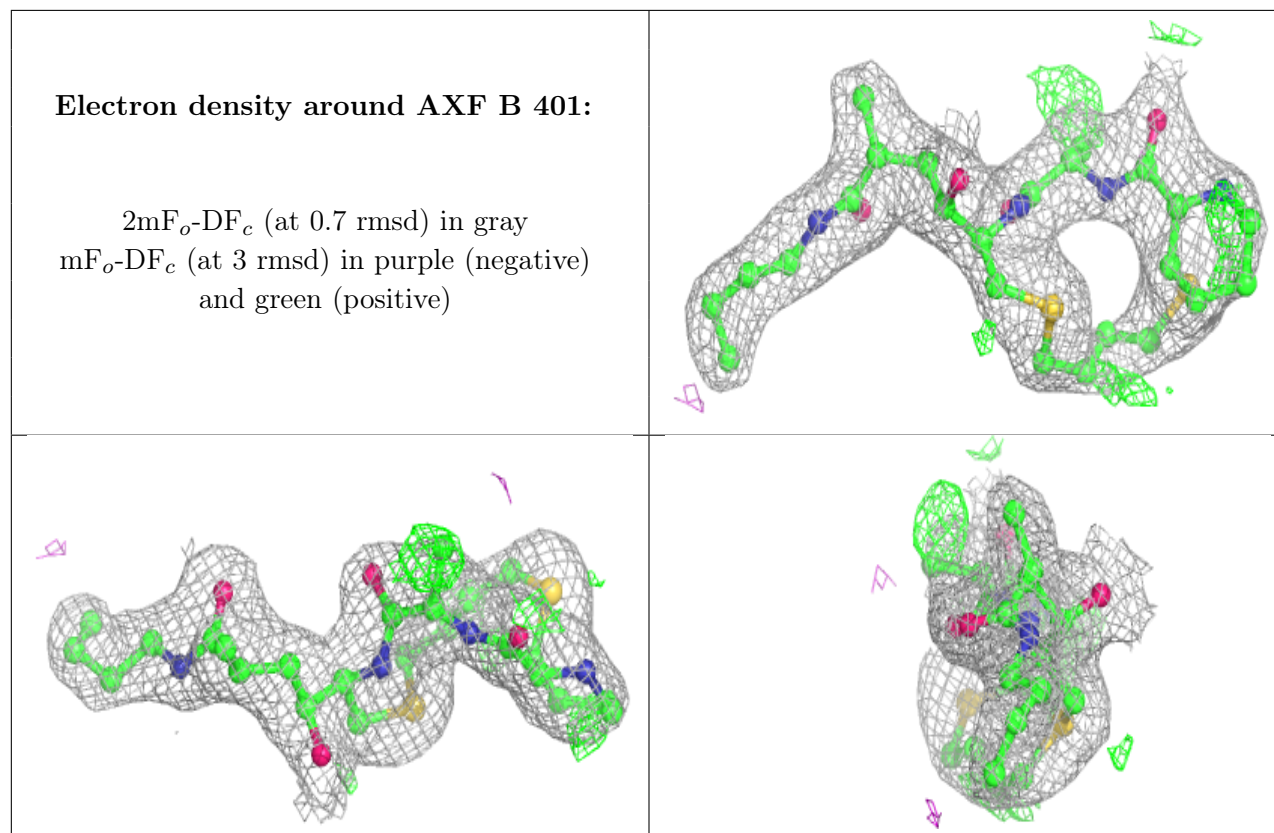 Electron density around AXF B 401:
2mFo-DFc (at 0.7 rmsd) in gray
mFo-DFc (at 3 rmsd) in purple (negative)
and green (positive)